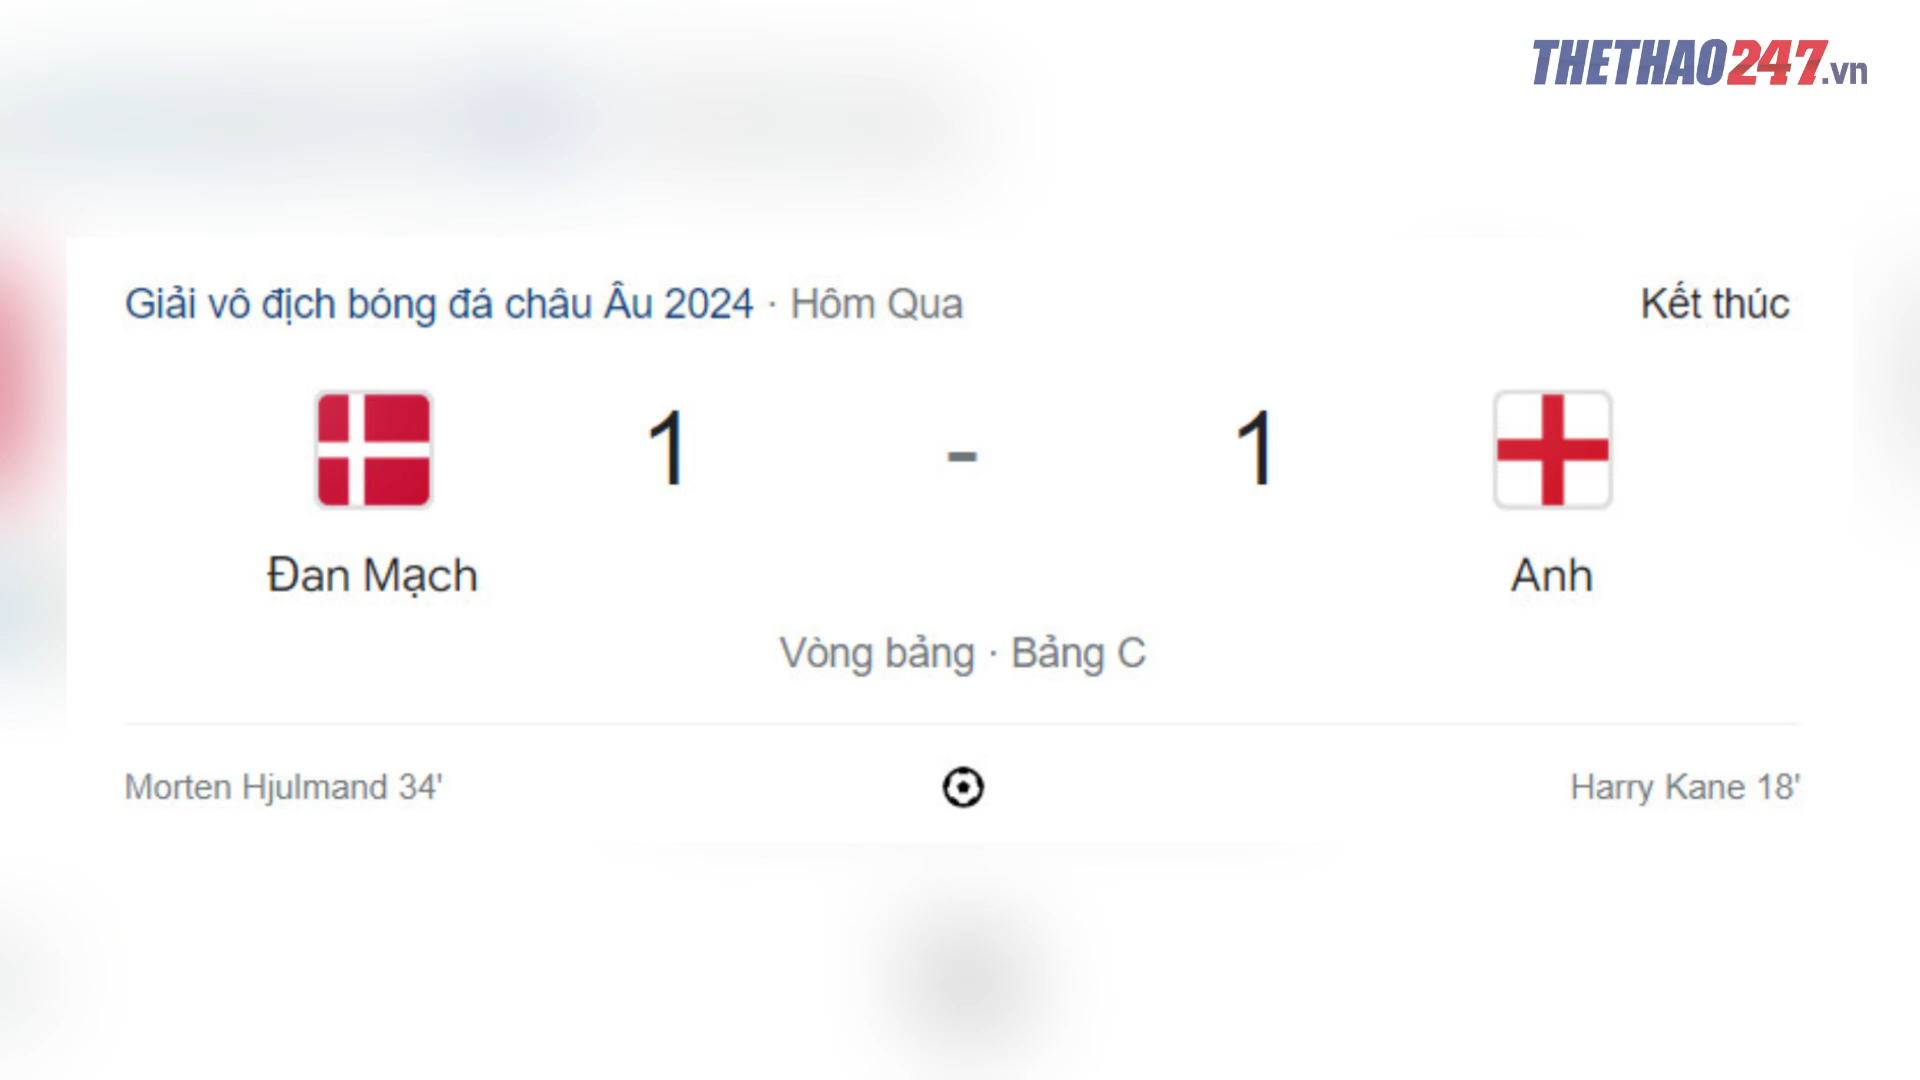 THETHAO247.vn
Giải vô địch bóng đá châu Âu 2024 · Hôm Qua
Kết thúc
1 - 1
Đan Mạch
Anh
Vòng bảng · Bảng C
Morten Hjulmand 34'
Harry Kane 18'